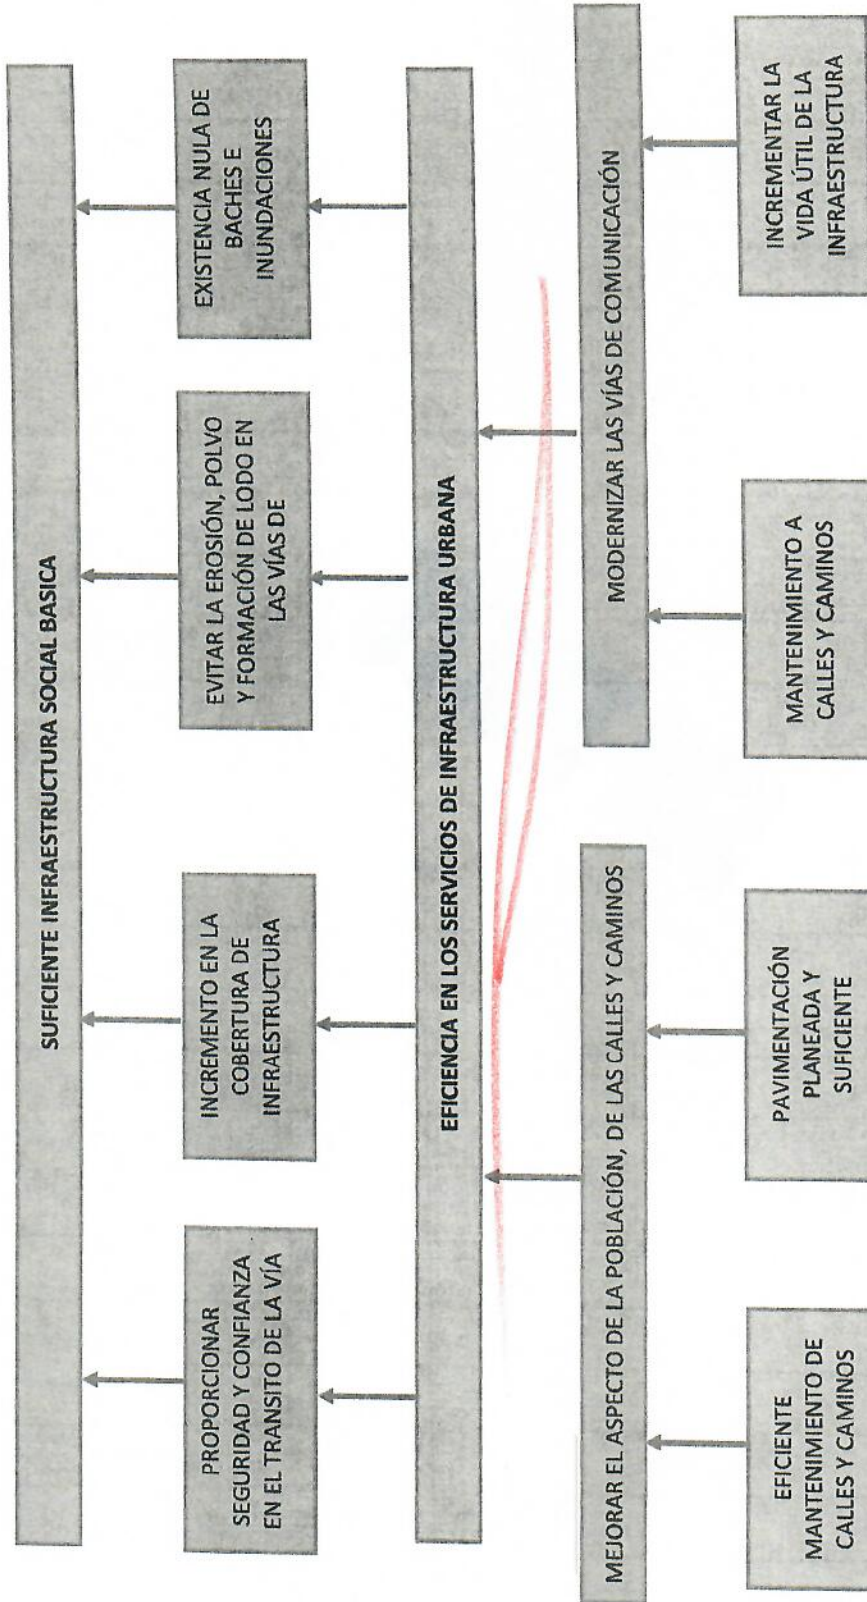 SUFICIENTE INFRAESTRUCTURA SOCIAL BASICA
PROPORCIONAR
SEGURIDAD Y CONFIANZA
EN EL TRANSITO DE LA VÍA
INCREMENTO EN LA
COBERTURA DE
INFRAESTRUCTURA
EVITAR LA EROSIÓN, POLVO
Y FORMACIÓN DE LODO EN
LAS VÍAS DE
EXISTENCIA NULA DE
BACHES E
INUNDACIONES
EFICIENCIA EN LOS SERVICIOS DE INFRAESTRUCTURA URBANA
MEJORAR EL ASPECTO DE LA POBLACIÓN, DE LAS CALLES Y CAMINOS
MODERNIZAR LAS VÍAS DE COMUNICACIÓN
EFICIENTE
MANTENIMIENTO DE
CALLES Y CAMINOS
PAVIMENTACIÓN
PLANEADA Y
SUFICIENTE
MANTENIMIENTO A
CALLES Y CAMINOS
INCREMENTAR LA
VIDA ÚTIL DE LA
INFRAESTRUCTURA